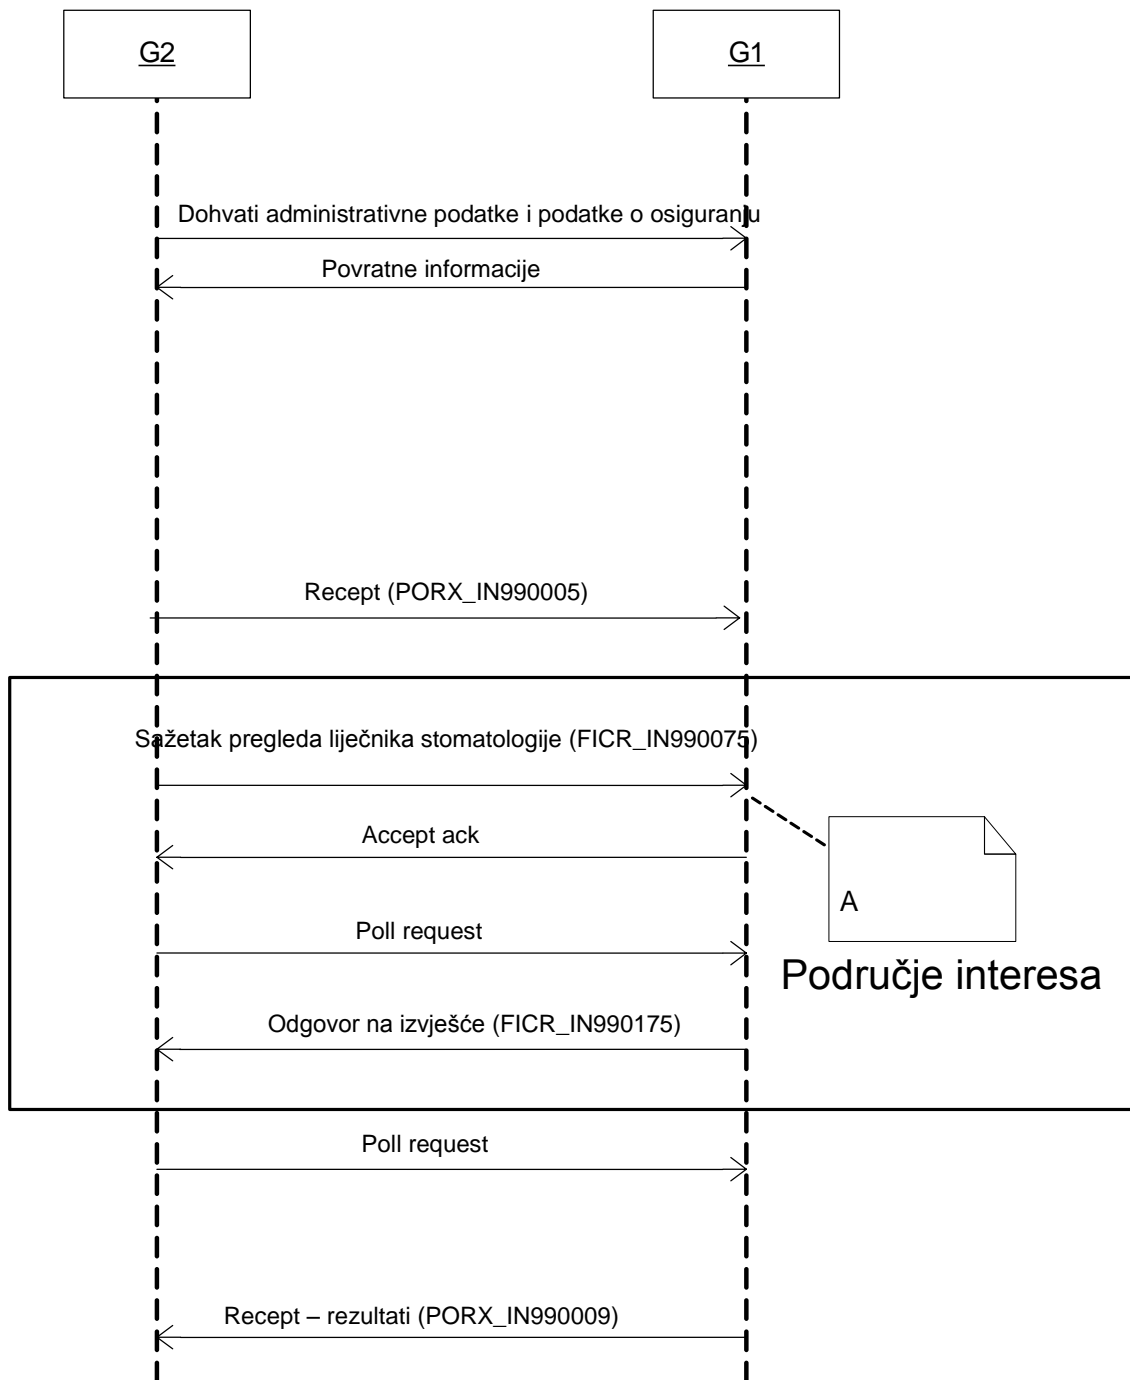 G2
G1
Dohvati administrativne podatke i podatke o osiguranju
Povratne informacije
Recept (PORX_IN990005)
Sažetak pregleda liječnika stomatologije (FICR_IN990075)
Accept ack
A
Poll request
Područje interesa
Odgovor na izvješće (FICR_IN990175)
Poll request
Recept – rezultati (PORX_IN990009)